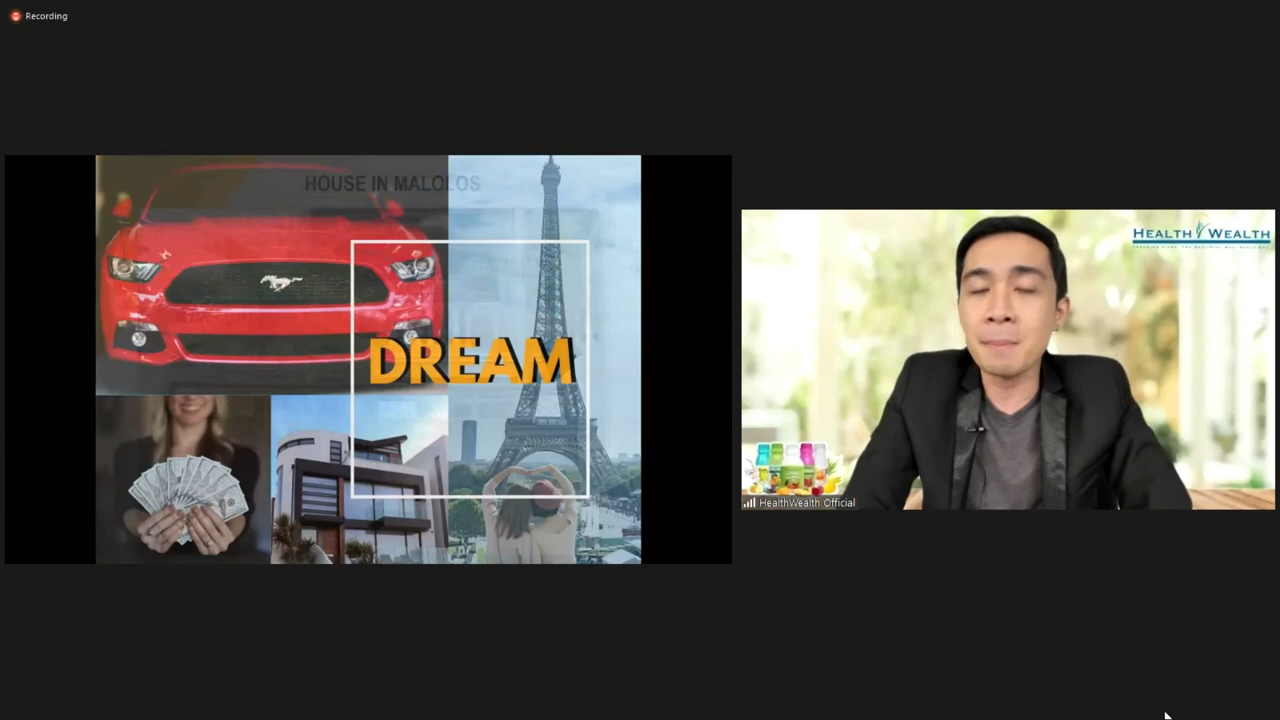 Recording
HOUSE IN MALOLOS
DREAM
HEALTH WEALTH
HealthWealth Official